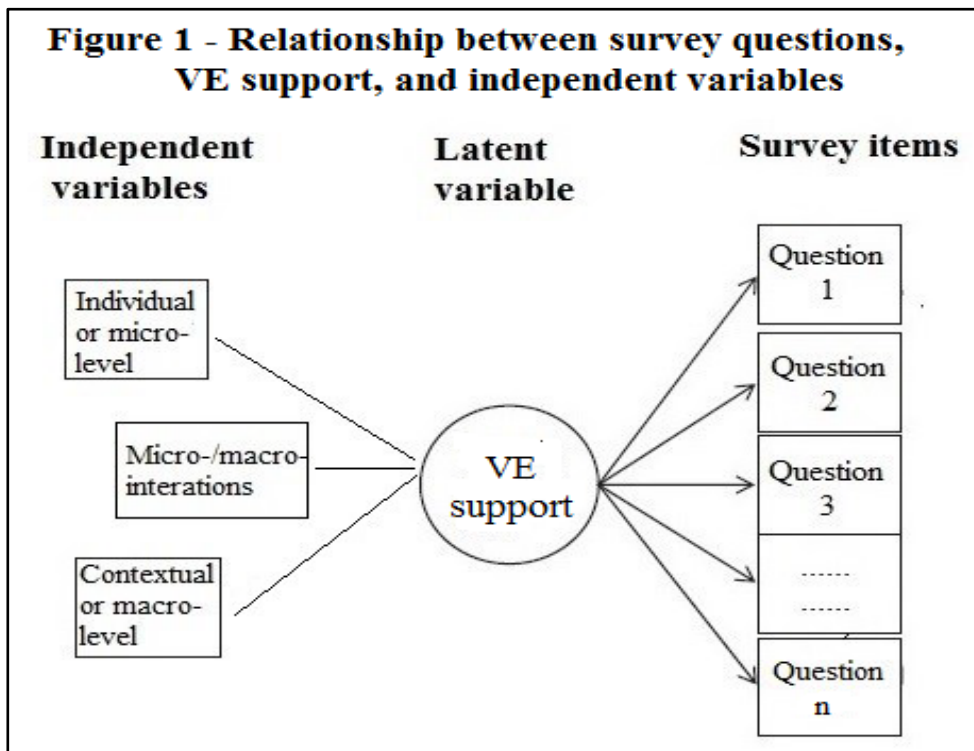 Figure 1 - Relationship between survey questions,
VE support, and independent variables
Independent
variables
Latent
variable
Survey items
Individual
or micro-
level
Micro-/macro-
interations
Contextual
or macro-
level
VE
support
Question
1
Question
2
Question
3
......
......
Question
n